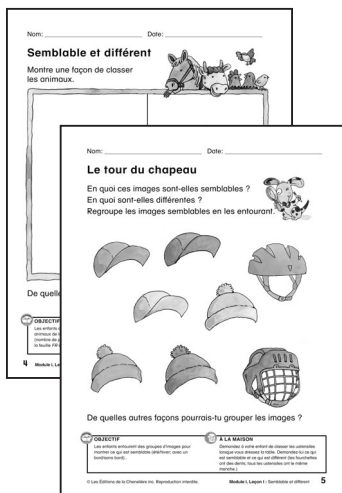 Nom: Date:
Semblable et différent
Montre une façon de classer
les animaux.
De quelle
OBJECTIF
Les enfants
animaux de
(nombre de
la feuille FR
4 Module I, Le
Nom: Date:
Le tour du chapeau
En quoi ces images sont-elles semblables ?
En quoi sont-elles différentes ?
Regroupe les images semblables en les entourant.
De quelles autres façons pourrais-tu grouper les images ?
OBJECTIF
Les enfants entourent des groupes d'images pour
montrer ce qui est semblable (été/hiver, avec un
bord/sans bord).
À LA MAISON
Demandez à votre enfant de classer les ustensiles
lorsque vous dressez la table. Demandez-lui ce qui
est semblable et ce qui est différent (les fourchettes
ont des dents; tous les ustensiles ont le même
manche.)
© Les Éditions de la Chenelière inc. Reproduction interdite. Module I, Leçon I : Semblable et différent 5